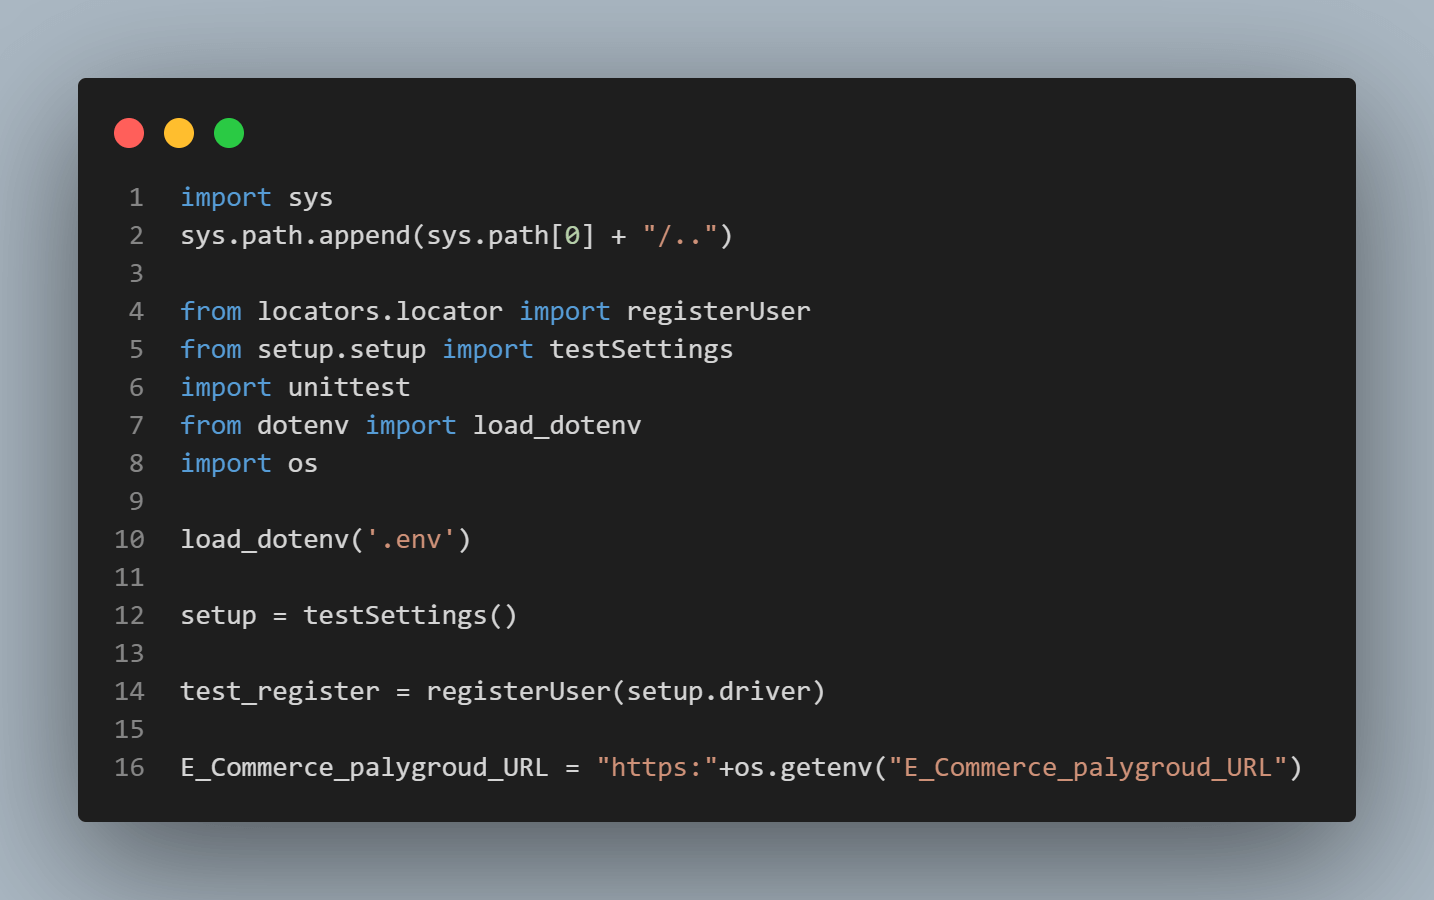 1 import sys
2 sys.path.append(sys.path[0] + "/..")
3
4 from locators.locator import registerUser
5 from setup.setup import testSettings
6 import unittest
7 from dotenv import load_dotenv
8 import os
9
10 load_dotenv('.env')
11
12 setup = testSettings()
13
14 test_register = registerUser(setup.driver)
15
16 E_Commerce_palygroud_URL = "https:"+os.getenv("E_Commerce_palygroud_URL")